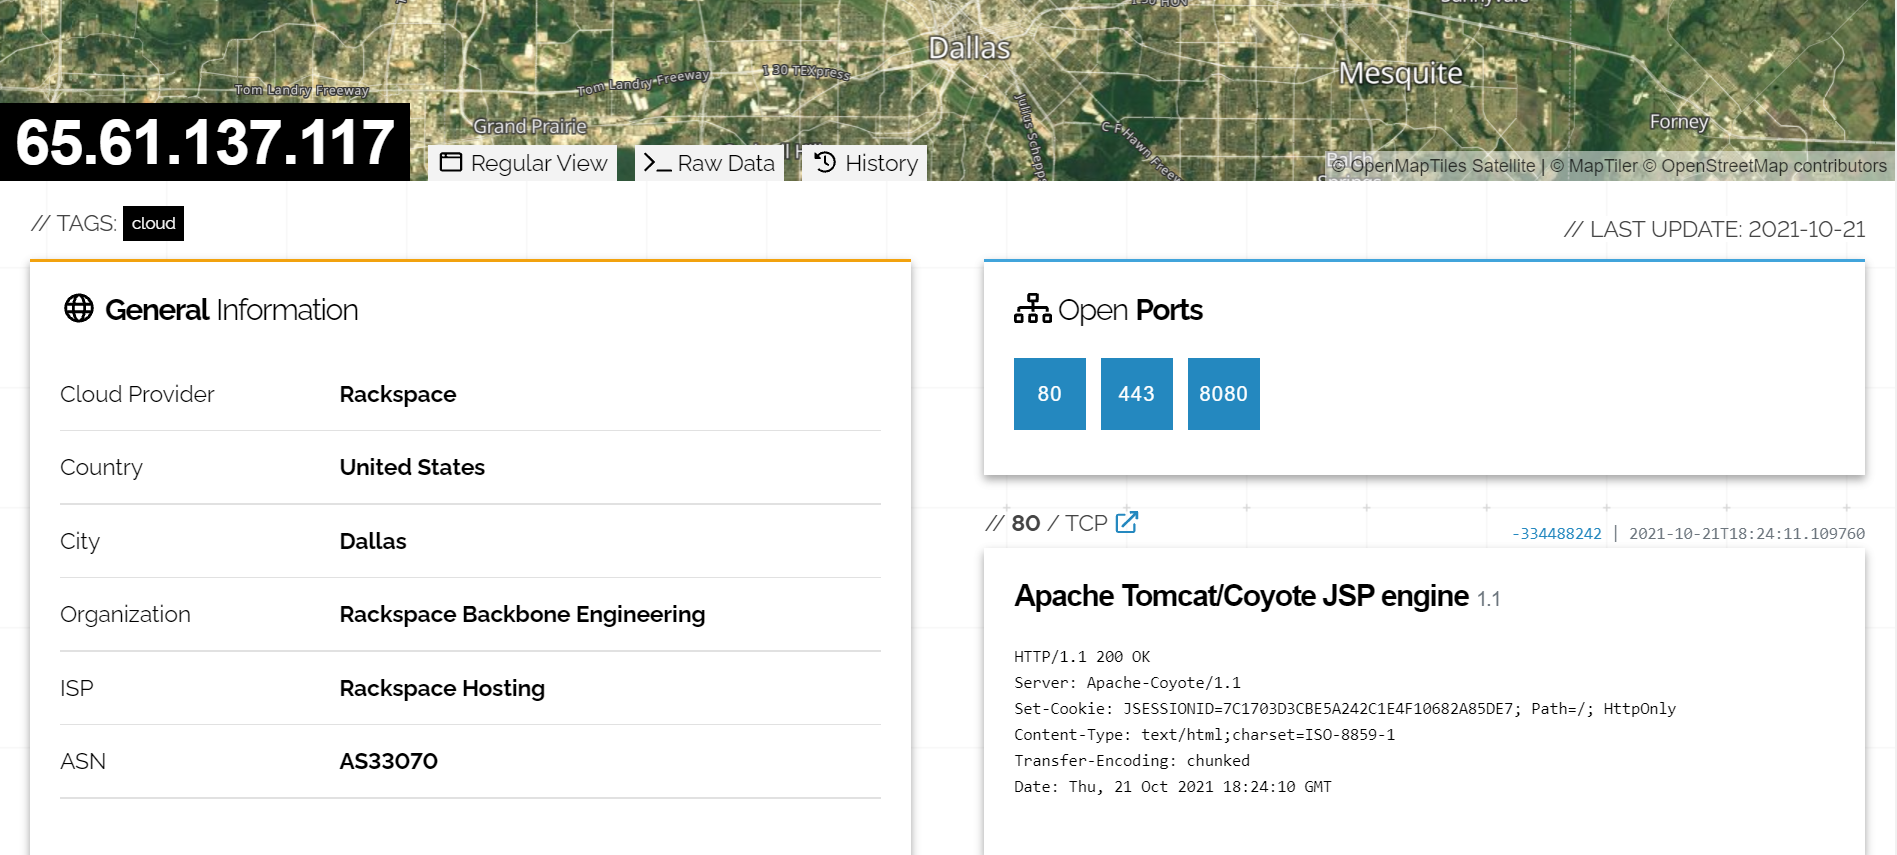 Dallas
Mesquite
I 30 TEXpress
Tom Landry Freeway
Tom Landry Freeway
Grand Prairie
Julius Schepps
C F Hawn Freew
Forney
65.61.137.117
Regular View
Raw Data
History
© OpenMapTiles Satellite | © MapTiler © OpenStreetMap contributors
// TAGS: cloud
// LAST UPDATE: 2021-10-21
General Information
Cloud Provider Rackspace
Country United States
City Dallas
Organization Rackspace Backbone Engineering
ISP Rackspace Hosting
ASN AS33070
Open Ports
80 443 8080
// 80 / TCP
-334488242 | 2021-10-21T18:24:11.109760
Apache Tomcat/Coyote JSP engine 1.1
HTTP/1.1 200 OK
Server: Apache-Coyote/1.1
Set-Cookie: JSESSIONID=7C1703D3CBE5A242C1E4F10682A85DE7; Path=/; HttpOnly
Content-Type: text/html;charset=ISO-8859-1
Transfer-Encoding: chunked
Date: Thu, 21 Oct 2021 18:24:10 GMT